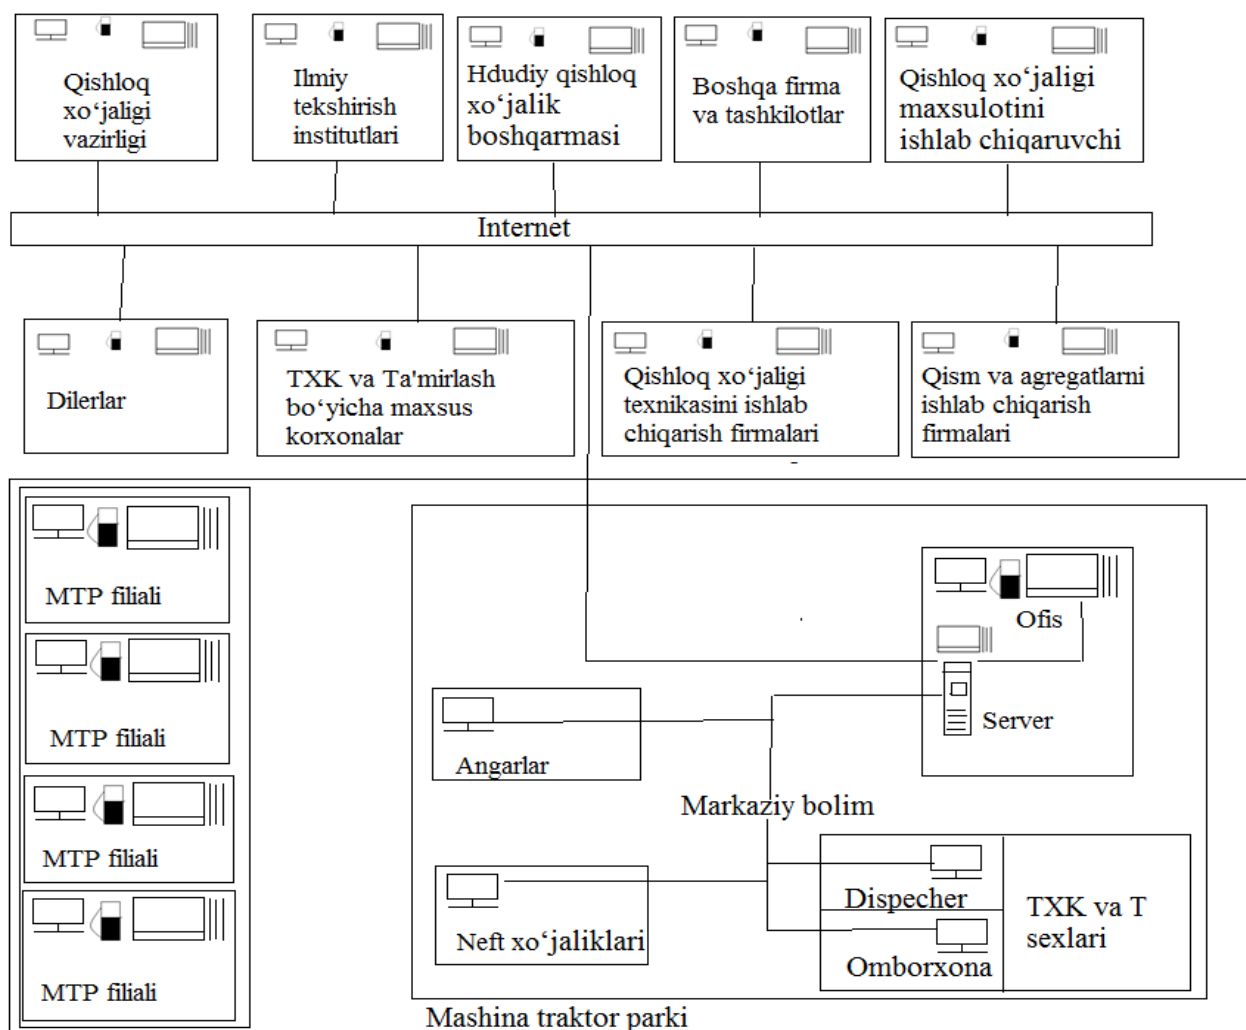 Qishloq
xo‘jaligi
vazirligi
Ilmiy
tekshirish
institutlari
Hdudiy qishloq
xo‘jalik
boshqarmasi
Boshqa firma
va tashkilotlar
Qishloq xo‘jaligi
maxsulotini
ishlab chiqaruvchi
Internet
Dilerlar
TXK va Ta'mirlash
bo‘yicha maxsus
korxonalar
Qishloq xo‘jaligi
texnikasini ishlab
chiqarish firmalari
Qism va agregatlarni
ishlab chiqarish
firmalari
MTP filiali
MTP filiali
MTP filiali
MTP filiali
Ofis
Server
Angarlar
Markaziy bolim
Neft xo‘jaliklari
Dispecher
Omborxona
TXK va T
sexlari
Mashina traktor parki